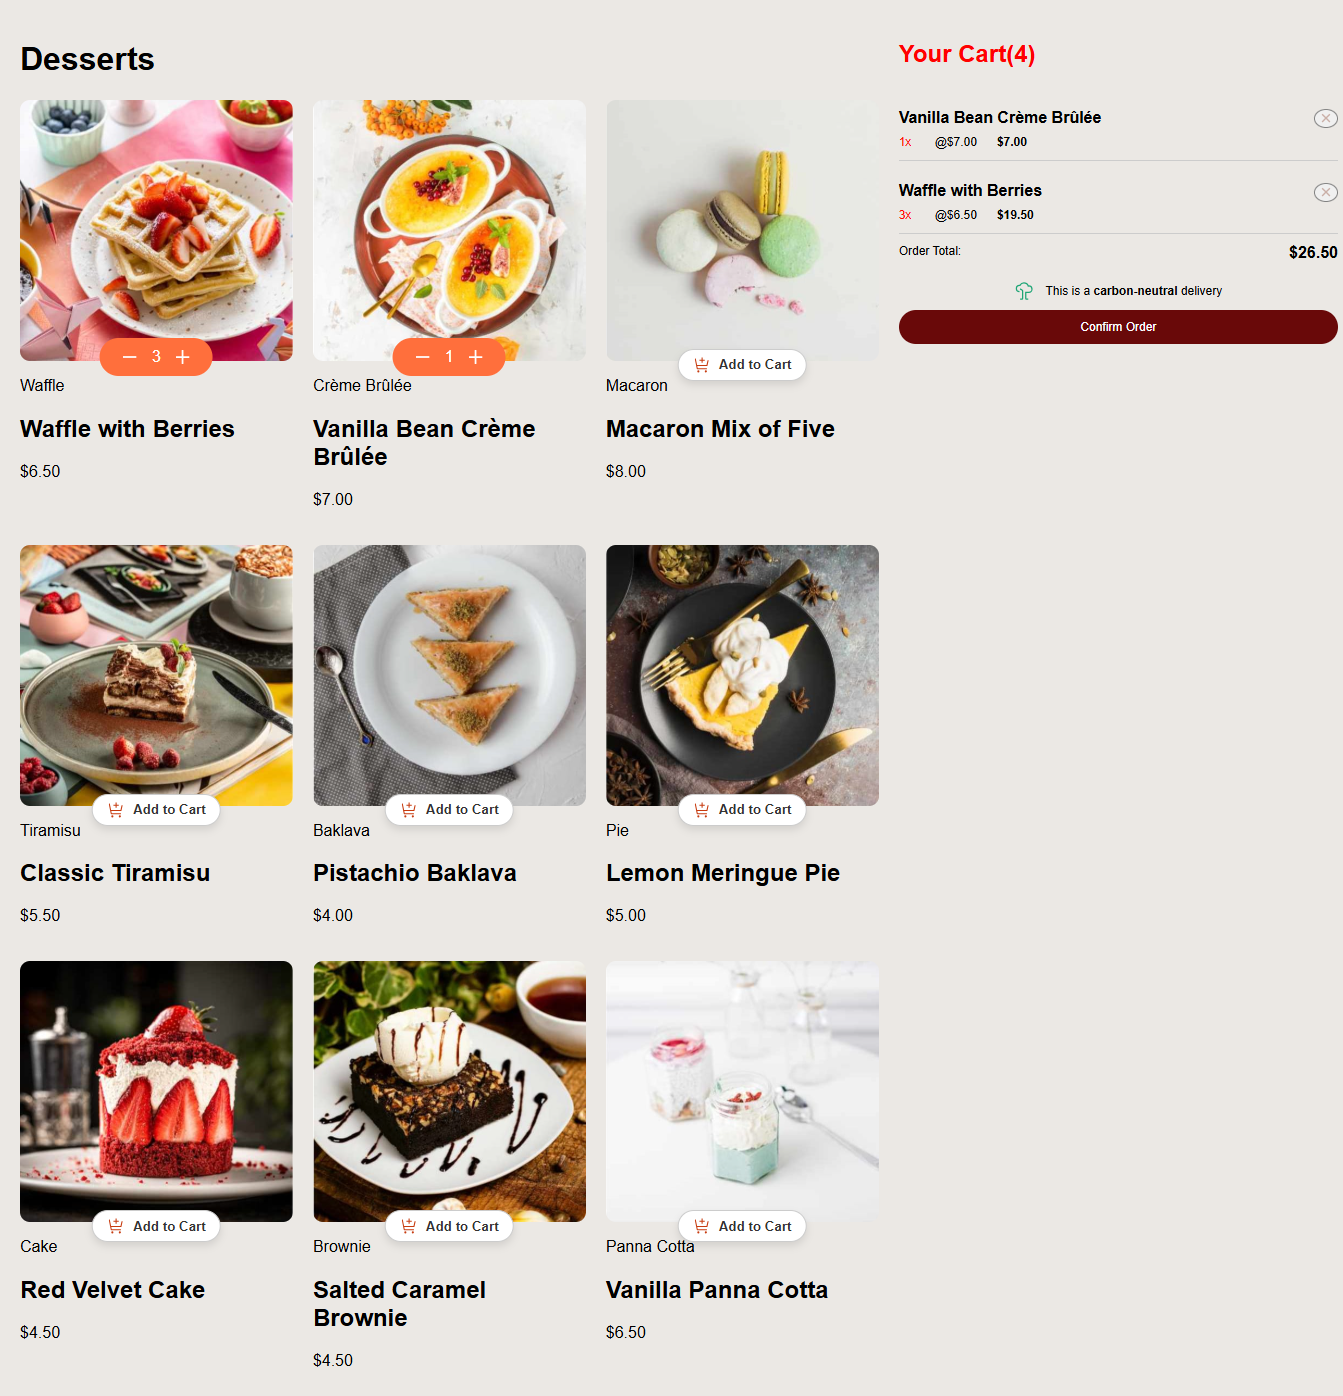 Desserts
3
Waffle
Waffle with Berries
$6.50
1
Crème Brûlée
Vanilla Bean Crème
Brûlée
$7.00
Add to Cart
Macaron
Macaron Mix of Five
$8.00
Add to Cart
Tiramisu
Classic Tiramisu
$5.50
Add to Cart
Baklava
Pistachio Baklava
$4.00
Add to Cart
Pie
Lemon Meringue Pie
$5.00
Add to Cart
Cake
Red Velvet Cake
$4.50
Add to Cart
Brownie
Salted Caramel
Brownie
$4.50
Add to Cart
Panna Cotta
Vanilla Panna Cotta
$6.50
Your Cart(4)
Vanilla Bean Crème Brûlée
1x @$7.00 $7.00
Waffle with Berries
3x @$6.50 $19.50
Order Total: $26.50
This is a carbon-neutral delivery
Confirm Order